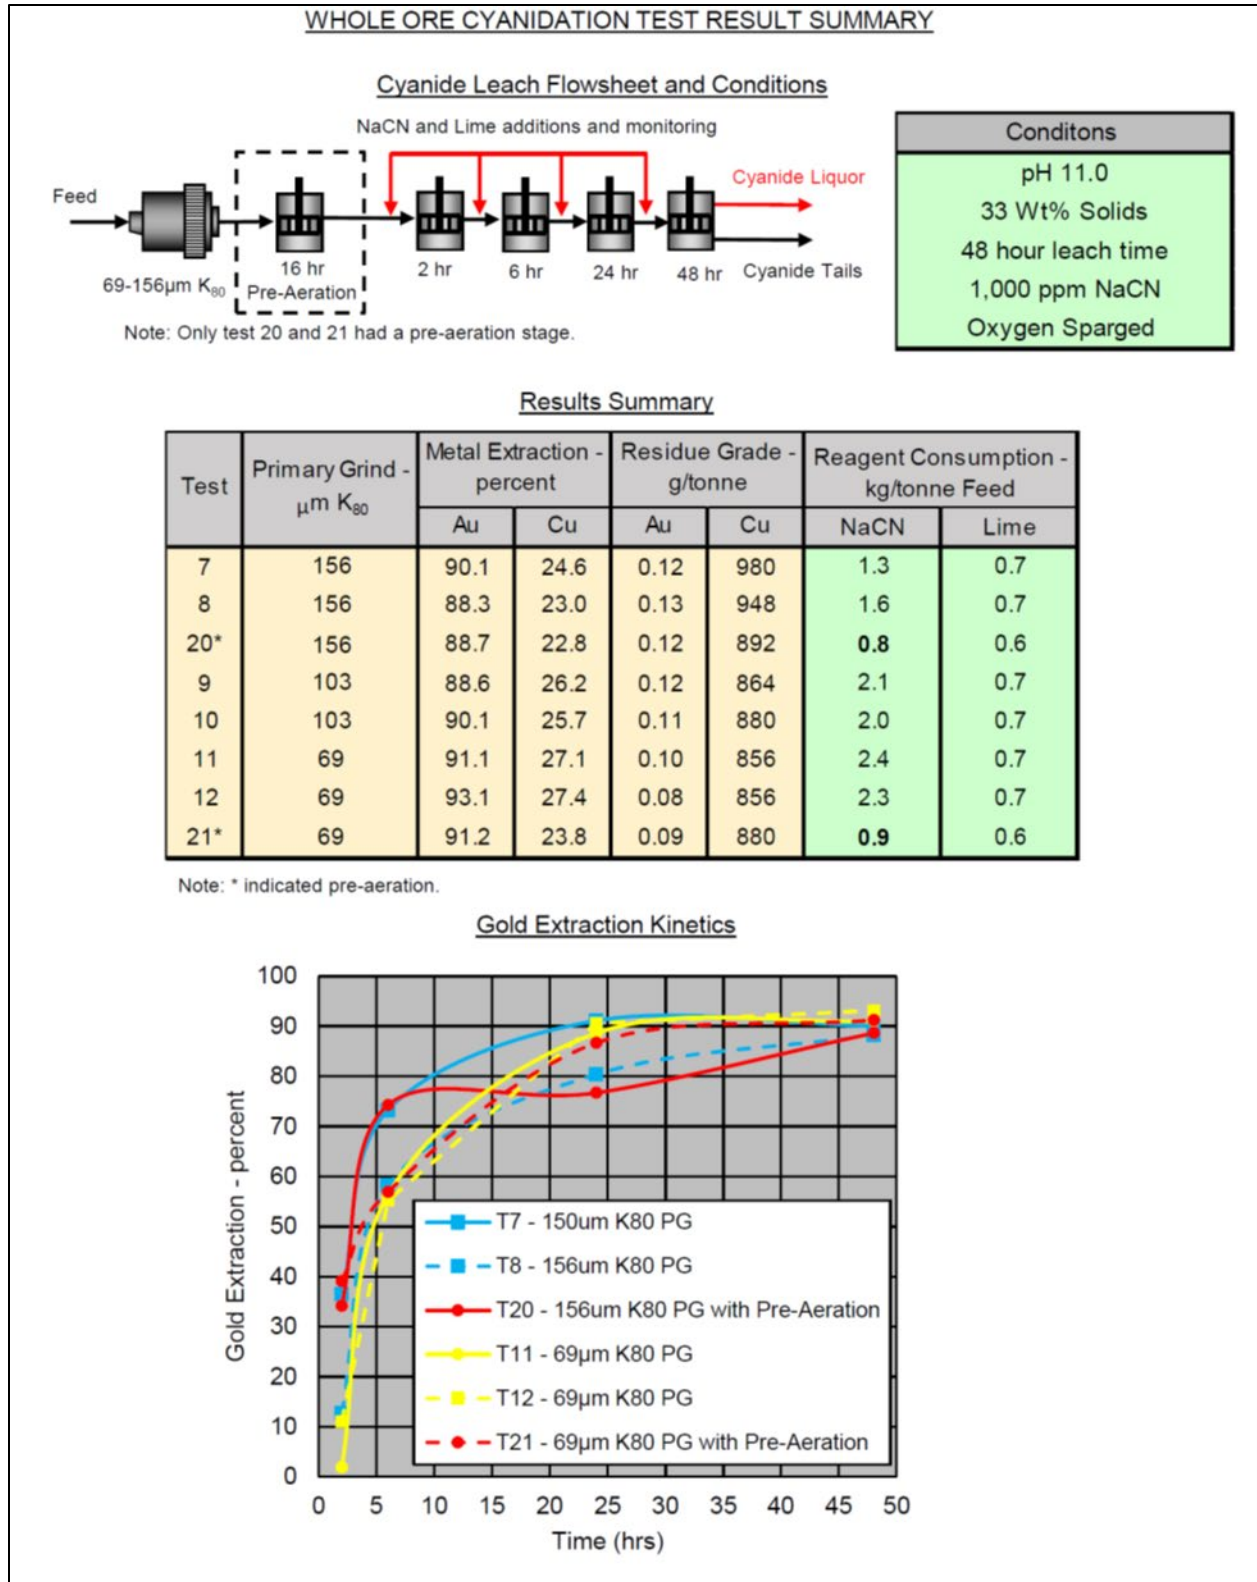 WHOLE ORE CYANIDATION TEST RESULT SUMMARY
Cyanide Leach Flowsheet and Conditions
NaCN and Lime additions and monitoring
Feed
69-156µm K80
16 hr
Pre-Aeration
2 hr
6 hr
24 hr
48 hr
Cyanide Liquor
Cyanide Tails
Note: Only test 20 and 21 had a pre-aeration stage.
Conditons
pH 11.0
33 Wt% Solids
48 hour leach time
1,000 ppm NaCN
Oxygen Sparged
Results Summary
Test
Primary Grind - µm K80
Metal Extraction - percent
Residue Grade - g/tonne
Reagent Consumption - kg/tonne Feed
Au Cu Au Cu NaCN Lime
7 156 90.1 24.6 0.12 980 1.3 0.7
8 156 88.3 23.0 0.13 948 1.6 0.7
20* 156 88.7 22.8 0.12 892 0.8 0.6
9 103 88.6 26.2 0.12 864 2.1 0.7
10 103 90.1 25.7 0.11 880 2.0 0.7
11 69 91.1 27.1 0.10 856 2.4 0.7
12 69 93.1 27.4 0.08 856 2.3 0.7
21* 69 91.2 23.8 0.09 880 0.9 0.6
Note: * indicated pre-aeration.
Gold Extraction Kinetics
Gold Extraction - percent
100
90
80
70
60
50
40
30
20
10
0
T7 - 150um K80 PG
T8 - 156um K80 PG
T20 - 156um K80 PG with Pre-Aeration
T11 - 69µm K80 PG
T12 - 69µm K80 PG
T21 - 69µm K80 PG with Pre-Aeration
0 5 10 15 20 25 30 35 40 45 50
Time (hrs)